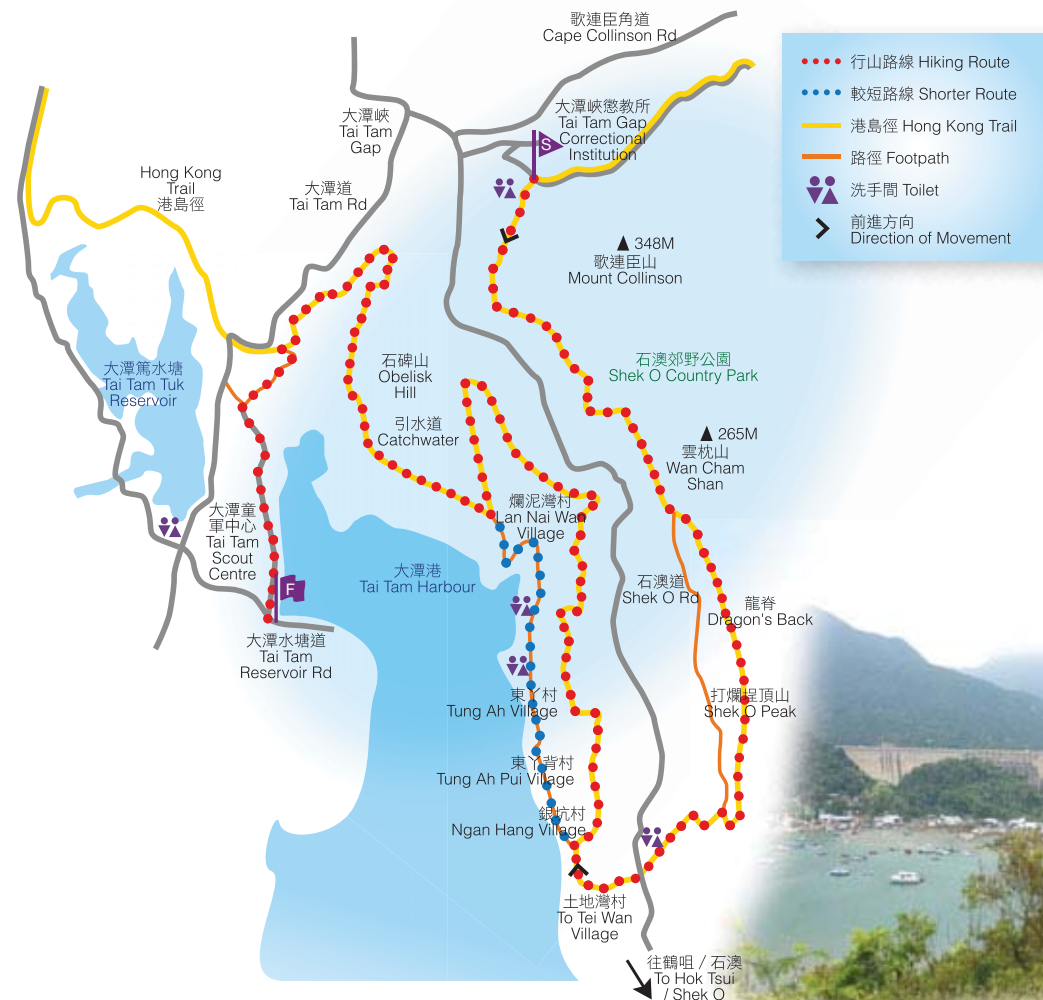 歌連臣角道
Cape Collinson Rd
行山路線 Hiking Route
較短路線 Shorter Route
港島徑 Hong Kong Trail
路徑 Footpath
洗手間 Toilet
前進方向
Direction of Movement
大潭峽
Tai Tam
Gap
大潭峽懲教所
Tai Tam Gap
Correctional
Institution
S
Hong Kong
Trail
港島徑
大潭道
Tai Tam Rd
348M
歌連臣山
Mount Collinson
大潭篤水塘
Tai Tam Tuk
Reservoir
石碑山
Obelisk
Hill
石澳郊野公園
Shek O Country Park
引水道
Catchwater
265M
雲枕山
Wan Cham
Shan
大潭童
軍中心
Tai Tam
Scout
Centre
爛泥灣村
Lan Nai Wan
Village
大潭港
Tai Tam Harbour
F
石澳道
Shek O Rd
龍脊
Dragon's Back
大潭水塘道
Tai Tam
Reservoir Rd
東丫村
Tung Ah Village
打爛埕頂山
Shek O Peak
東丫背村
Tung Ah Pui Village
銀坑村
Ngan Hang Village
土地灣村
To Tei Wan
Village
往鶴咀 / 石澳
To Hok Tsui
/ Shek O